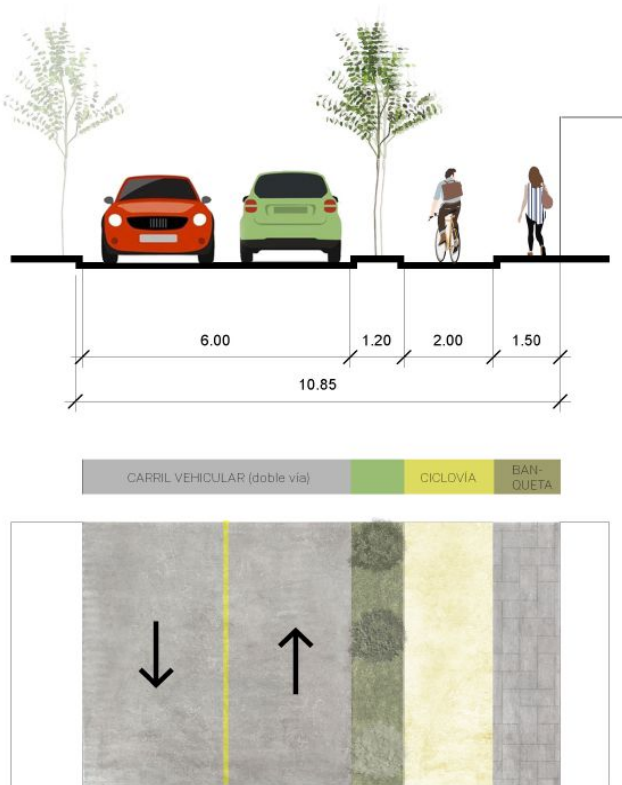 6.00
1.20
2.00
1.50
10.85
CARRIL VEHICULAR (doble vía)
CICLOVÍA
BAN-
QUETA